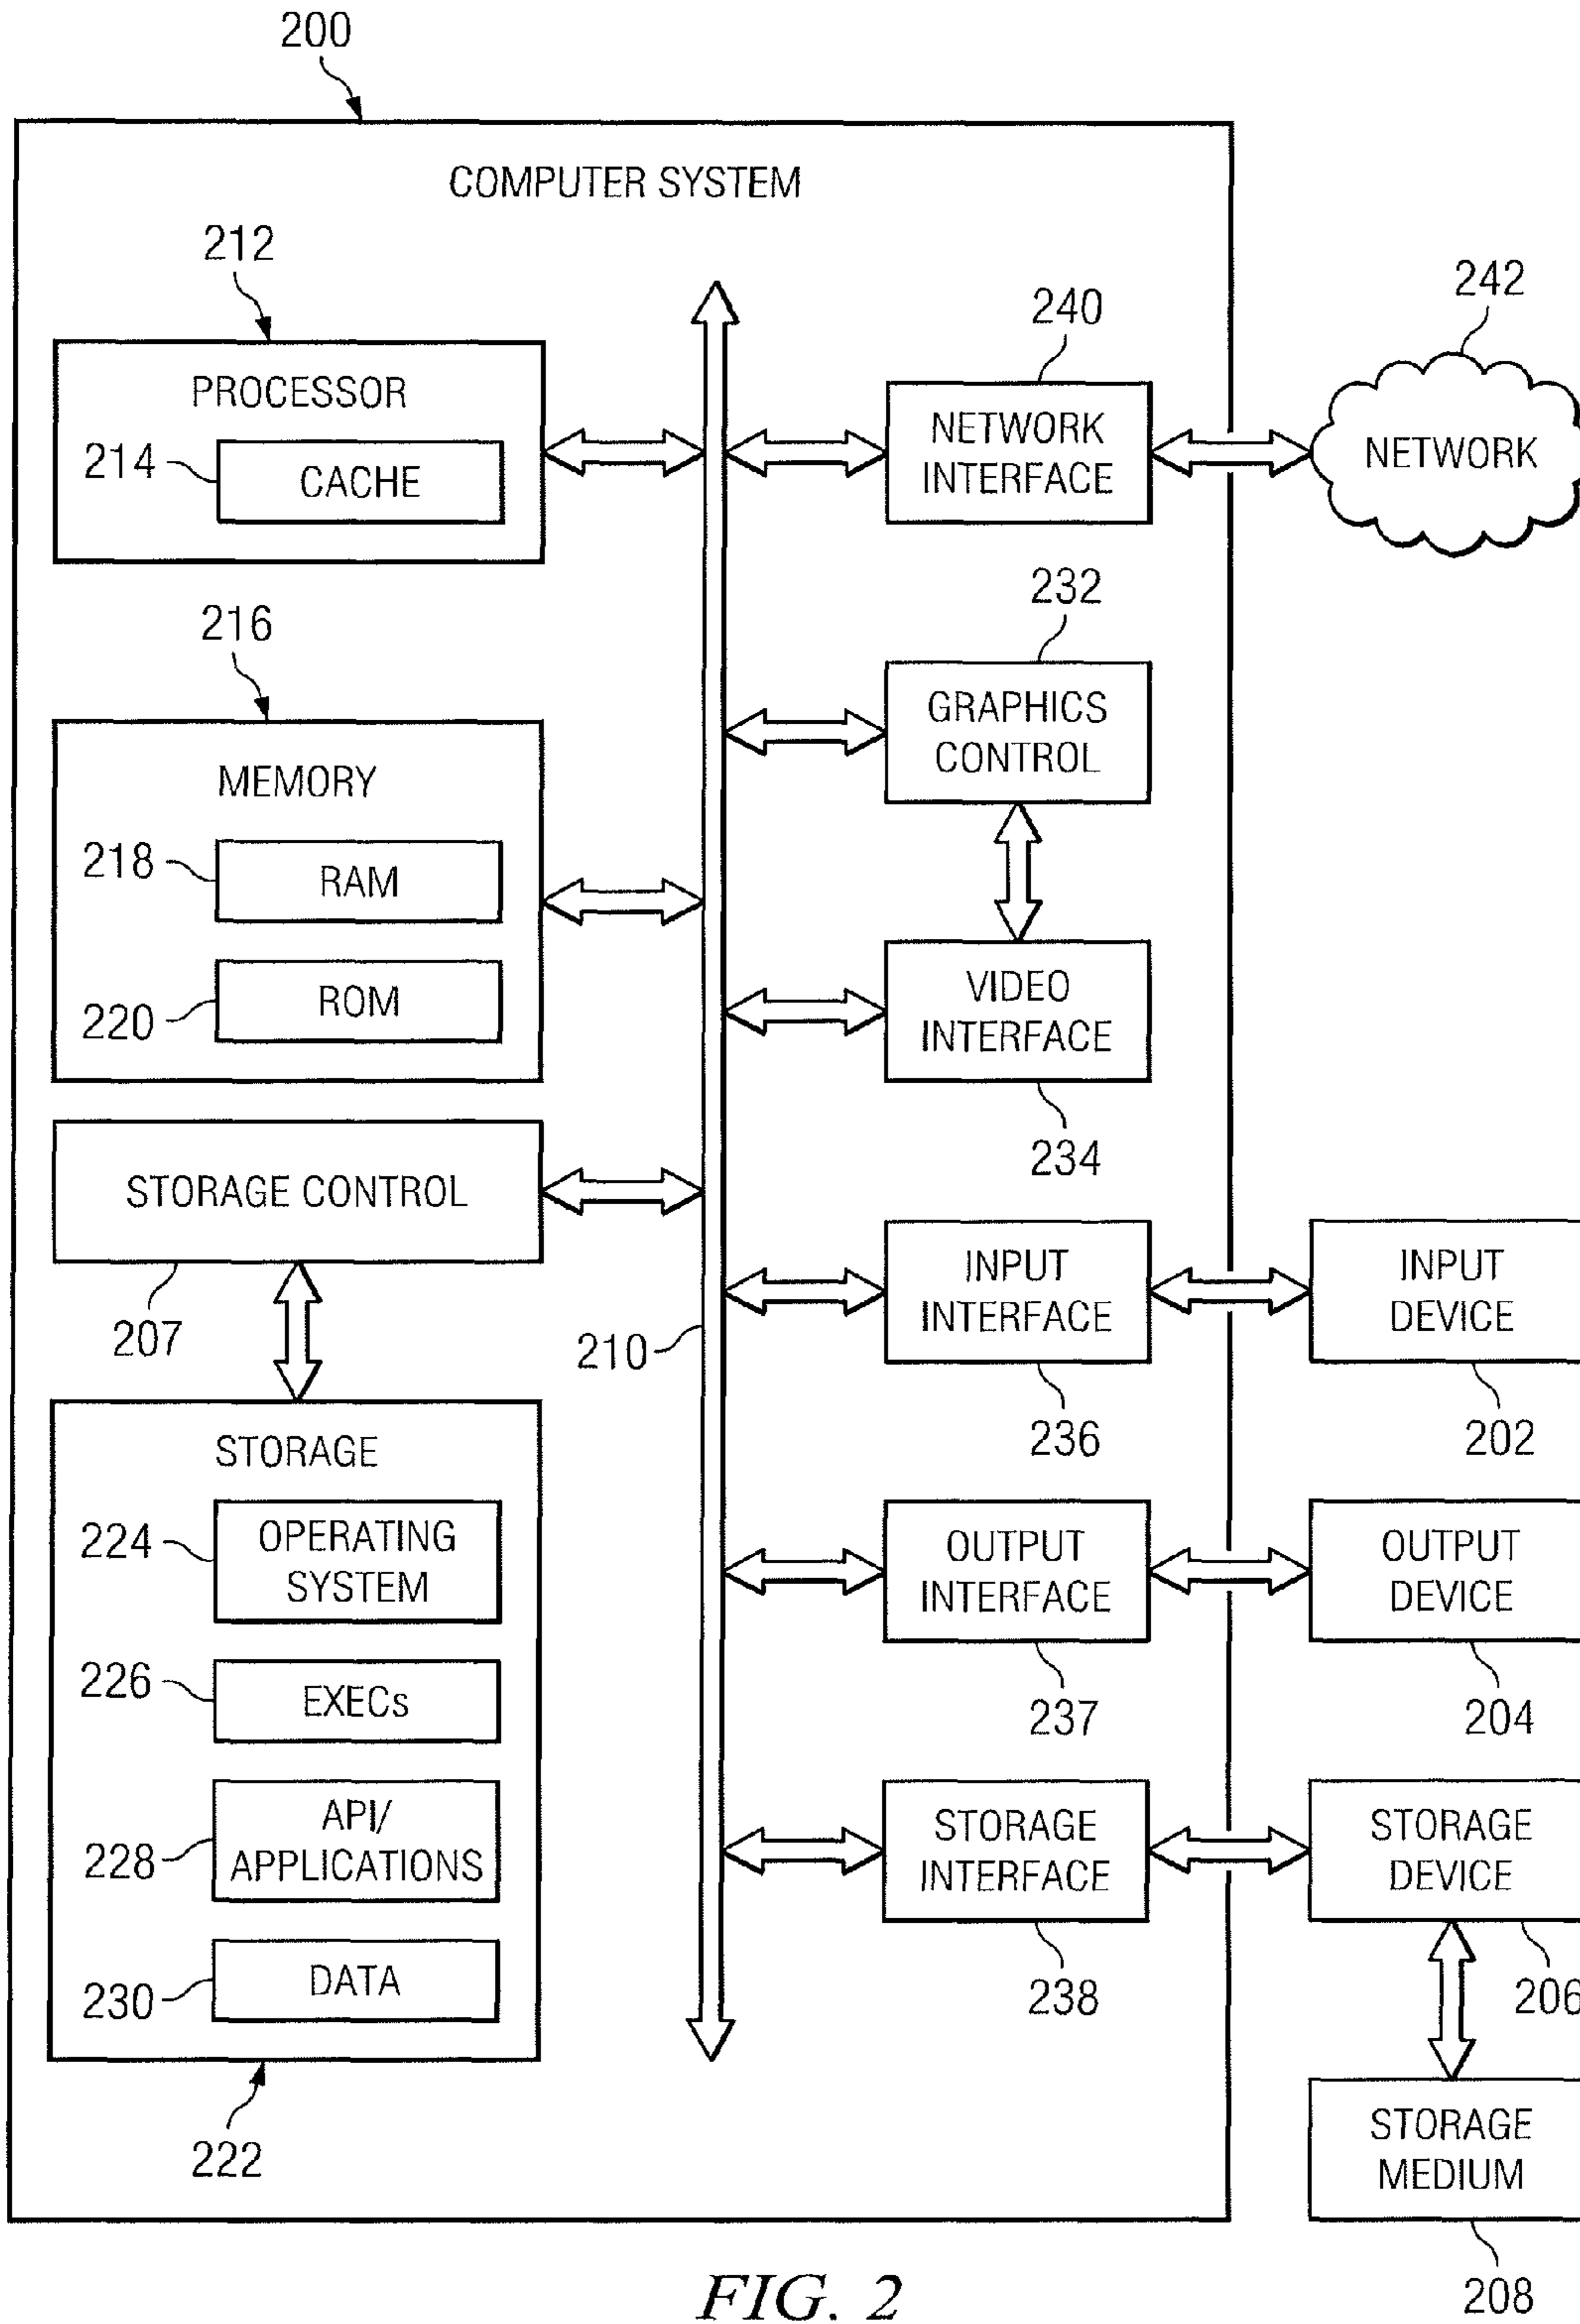 200
COMPUTER SYSTEM
212
PROCESSOR
214
CACHE
240
NETWORK
INTERFACE
242
NETWORK
216
MEMORY
218
RAM
220
ROM
232
GRAPHICS
CONTROL
VIDEO
INTERFACE
234
STORAGE CONTROL
207
210
INPUT
INTERFACE
236
INPUT
DEVICE
202
STORAGE
224
OPERATING
SYSTEM
226
EXECs
228
API/
APPLICATIONS
230
DATA
222
OUTPUT
INTERFACE
237
OUTPUT
DEVICE
204
STORAGE
INTERFACE
238
STORAGE
DEVICE
206
STORAGE
MEDIUM
208
FIG. 2